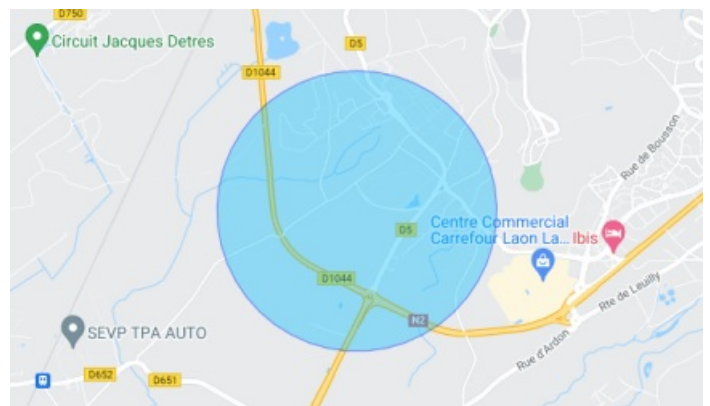 D750
Circuit Jacques Detres
D5
D1044
Rue de Bousson
Centre Commercial
Carrefour Laon La...
Ibis
D5
D1044
N2
Rte de Leuilly
SEVP TPA AUTO
Rue d'Ardon
D652
D651